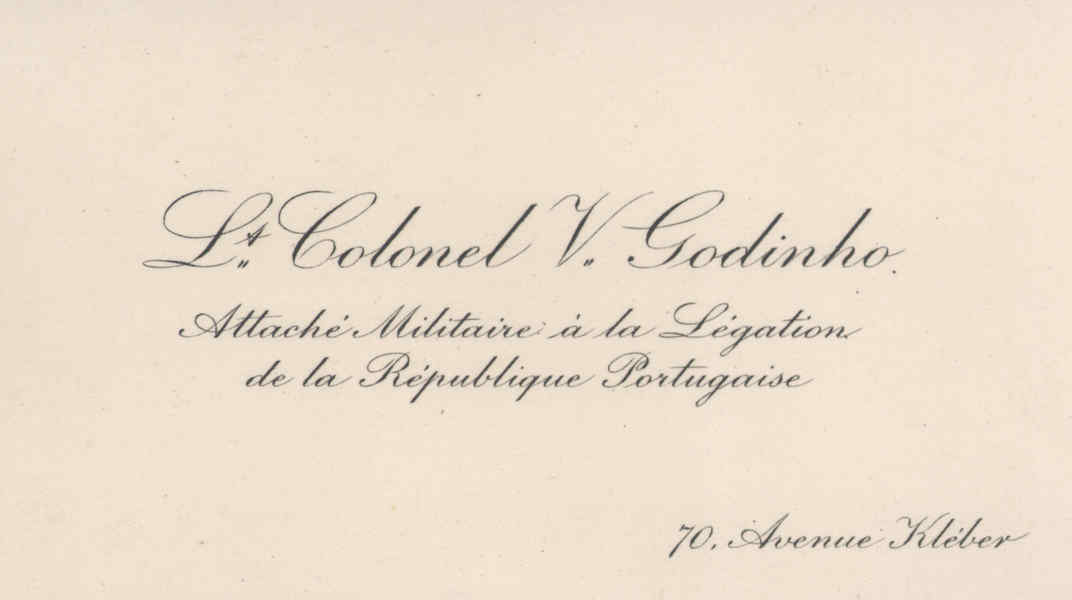 Lt. Colonel V. Godinho.
Attaché Militaire à la Légation
de la République Portugaise
70, Avenue Kléber